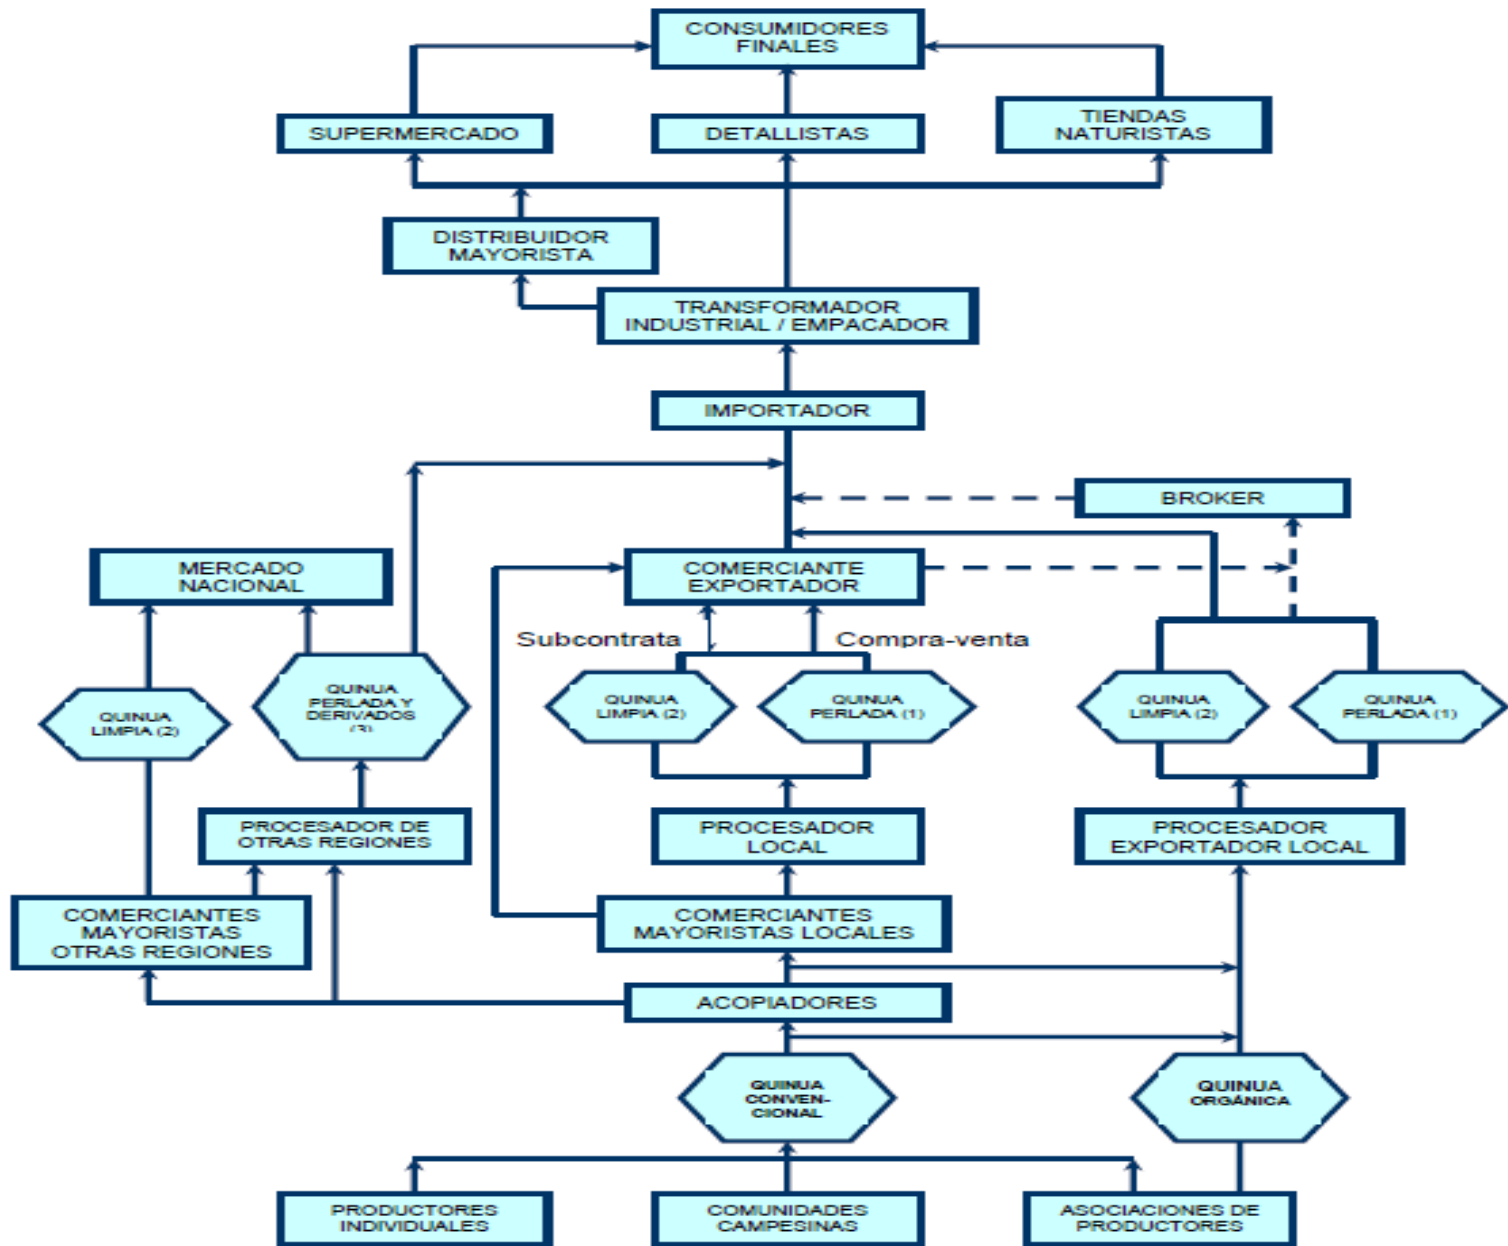 CONSUMIDORES
FINALES
SUPERMERCADO
DETALLISTAS
TIENDAS
NATURISTAS
DISTRIBUIDOR
MAYORISTA
TRANSFORMADOR
INDUSTRIAL / EMPACADOR
IMPORTADOR
BROKER
MERCADO
NACIONAL
COMERCIANTE
EXPORTADOR
Subcontrata
Compra-venta
QUINUA
LIMPIA (2)
QUINUA
PERLADA Y
DERIVADOS
(3)
QUINUA
LIMPIA (2)
QUINUA
PERLADA (1)
QUINUA
LIMPIA (2)
QUINUA
PERLADA (1)
PROCESADOR DE
OTRAS REGIONES
PROCESADOR
LOCAL
PROCESADOR
EXPORTADOR LOCAL
COMERCIANTES
MAYORISTAS
OTRAS REGIONES
COMERCIANTES
MAYORISTAS LOCALES
ACOPIADORES
QUINUA
CONVEN-
CIONAL
QUINUA
ORGÁNICA
PRODUCTORES
INDIVIDUALES
COMUNIDADES
CAMPESINAS
ASOCIACIONES DE
PRODUCTORES